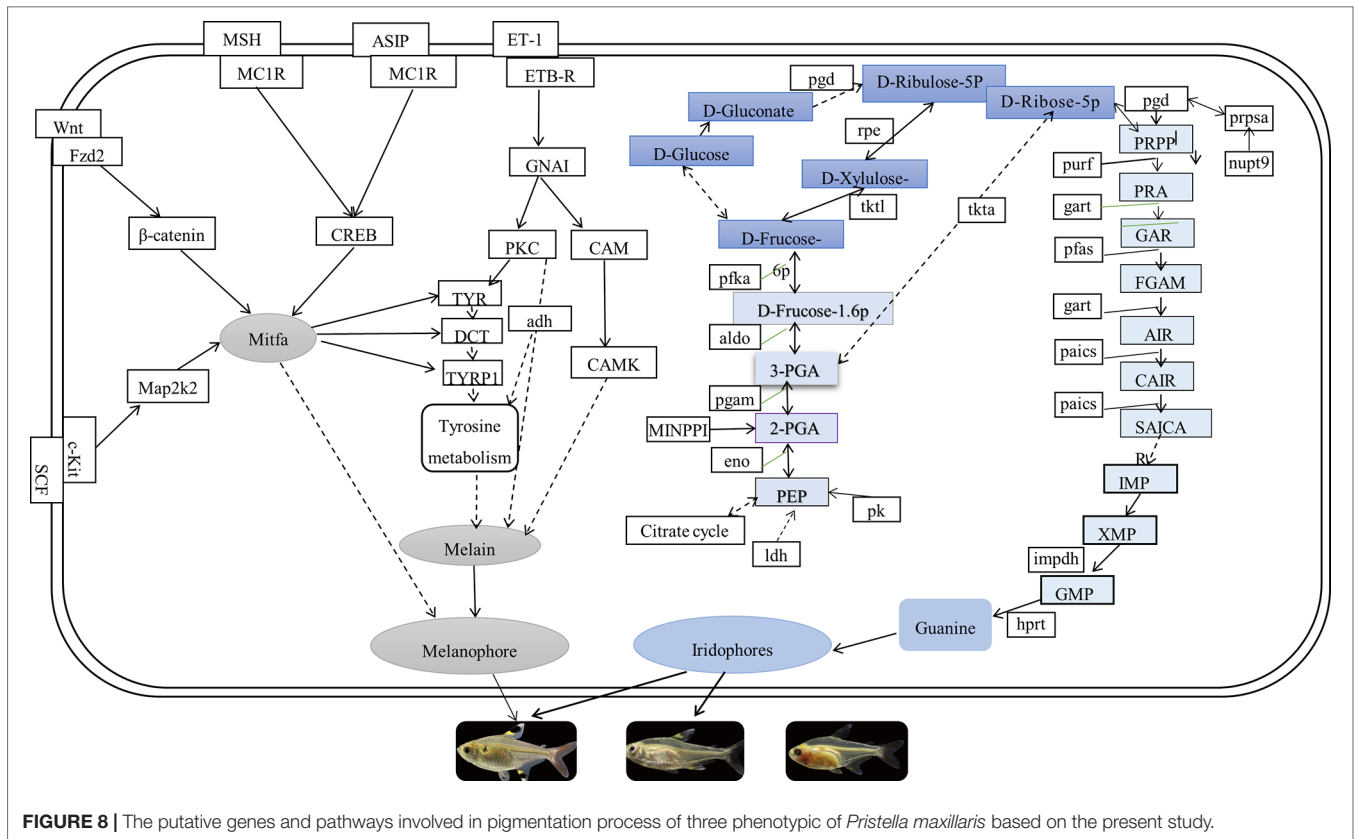 MSH
ASIP
ET-1
MC1R
MC1R
ETB-R
Wnt
Fzd2
GNAI
β-catenin
CREB
PKC
CAM
TYR
adh
DCT
Mitfa
TYRP1
CAMK
Map2k2
Tyrosine
metabolism
c-Kit
SCF
Melain
Melanophore
pgd
D-Ribulose-5P
D-Gluconate
D-Ribose-5p
rpe
D-Glucose
D-Xylulose-
tktl
tkta
D-Frucose-
6p
pfka
D-Frucose-1.6p
aldo
3-PGA
pgam
MINPPI
2-PGA
eno
PEP
pk
Citrate cycle
ldh
pgd
prpsa
PRPP
nupt9
purf
PRA
gart
GAR
pfas
FGAM
gart
AIR
paics
CAIR
paics
SAICA
R
IMP
XMP
impdh
GMP
hprt
Guanine
Iridophores
FIGURE 8 | The putative genes and pathways involved in pigmentation process of three phenotypic of Pristella maxillaris based on the present study.